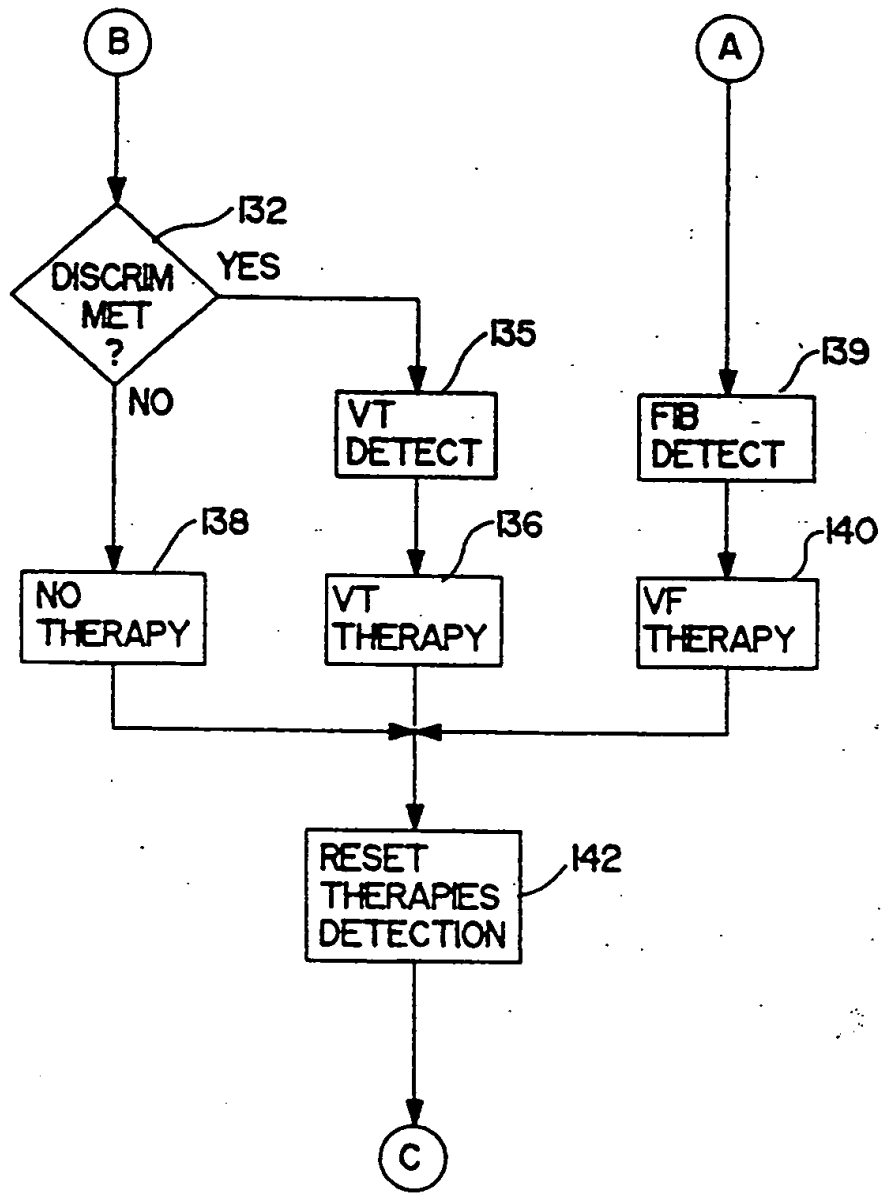 B
A
132
DISCRIM
MET
?
YES
NO
135
VT
DETECT
139
FIB
DETECT
138
NO
THERAPY
136
VT
THERAPY
140
VF
THERAPY
142
RESET
THERAPIES
DETECTION
C